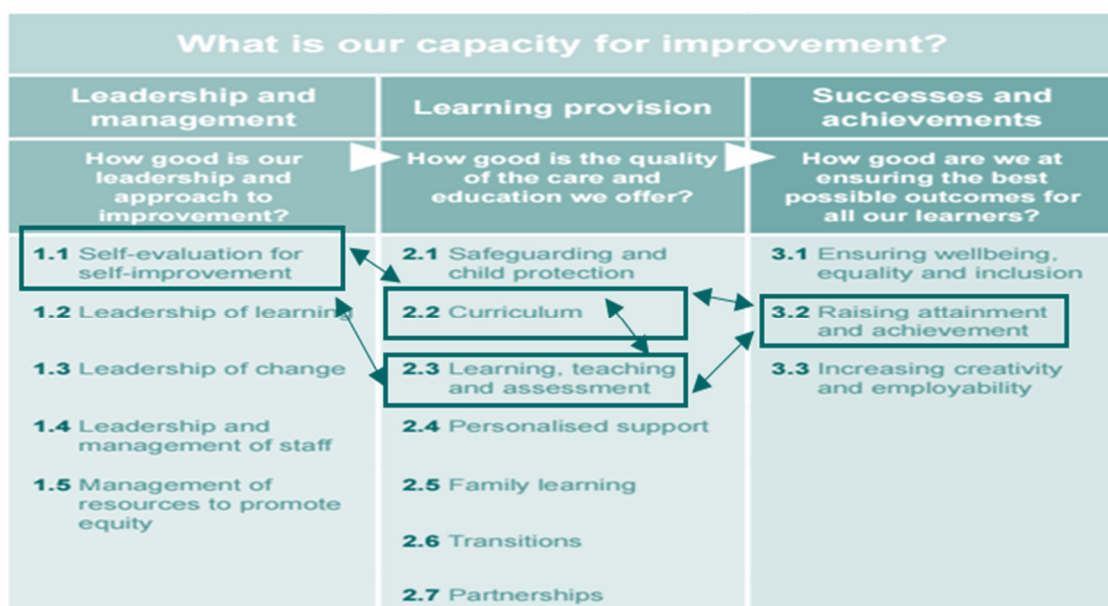 What is our capacity for improvement?
Leadership and
management
Learning provision
Successes and
achievements
How good is our
leadership and
approach to
improvement?
How good is the quality
of the care and
education we offer?
How good are we at
ensuring the best
possible outcomes for
all our learners?
1.1 Self-evaluation for
self-improvement
1.2 Leadership of learning
1.3 Leadership of change
1.4 Leadership and
management of staff
1.5 Management of
resources to promote
equity
2.1 Safeguarding and
child protection
2.2 Curriculum
2.3 Learning, teaching
and assessment
2.4 Personalised support
2.5 Family learning
2.6 Transitions
2.7 Partnerships
3.1 Ensuring wellbeing,
equality and inclusion
3.2 Raising attainment
and achievement
3.3 Increasing creativity
and employability